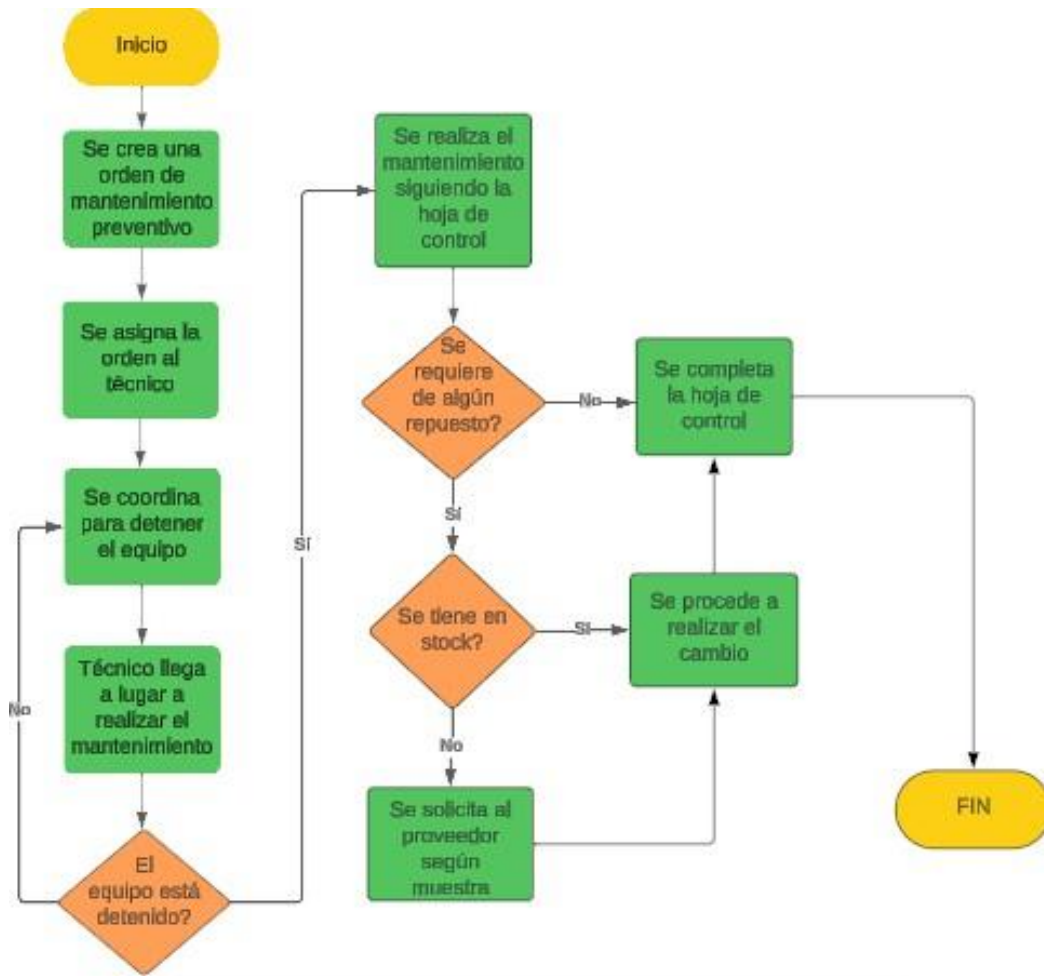 Inicio
Se crea una
orden de
mantenimiento
preventivo
Se asigna la
orden al
técnico
Se coordina
para detener
el equipo
Técnico llega
a lugar a
realizar el
mantenimiento
El
equipo está
detenido?
No
Sí
Se realiza el
mantenimiento
siguiendo la
hoja de
control
Se
requiere
de algún
repuesto?
No
Sí
Se tiene en
stock?
Sí
No
Se solicita al
proveedor
según
muestra
Se procede a
realizar el
cambio
Se completa
la hoja de
control
FIN